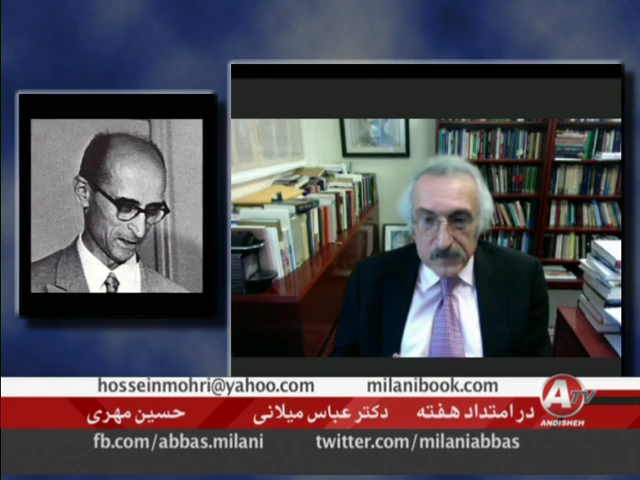 hosseinmohri@yahoo.com milanibook.com
در امتداد هفته دکتر عباس میلانی حسین مهری
ATV
ANDISHEH
fb.com/abbas.milani twitter.com/milaniabbas